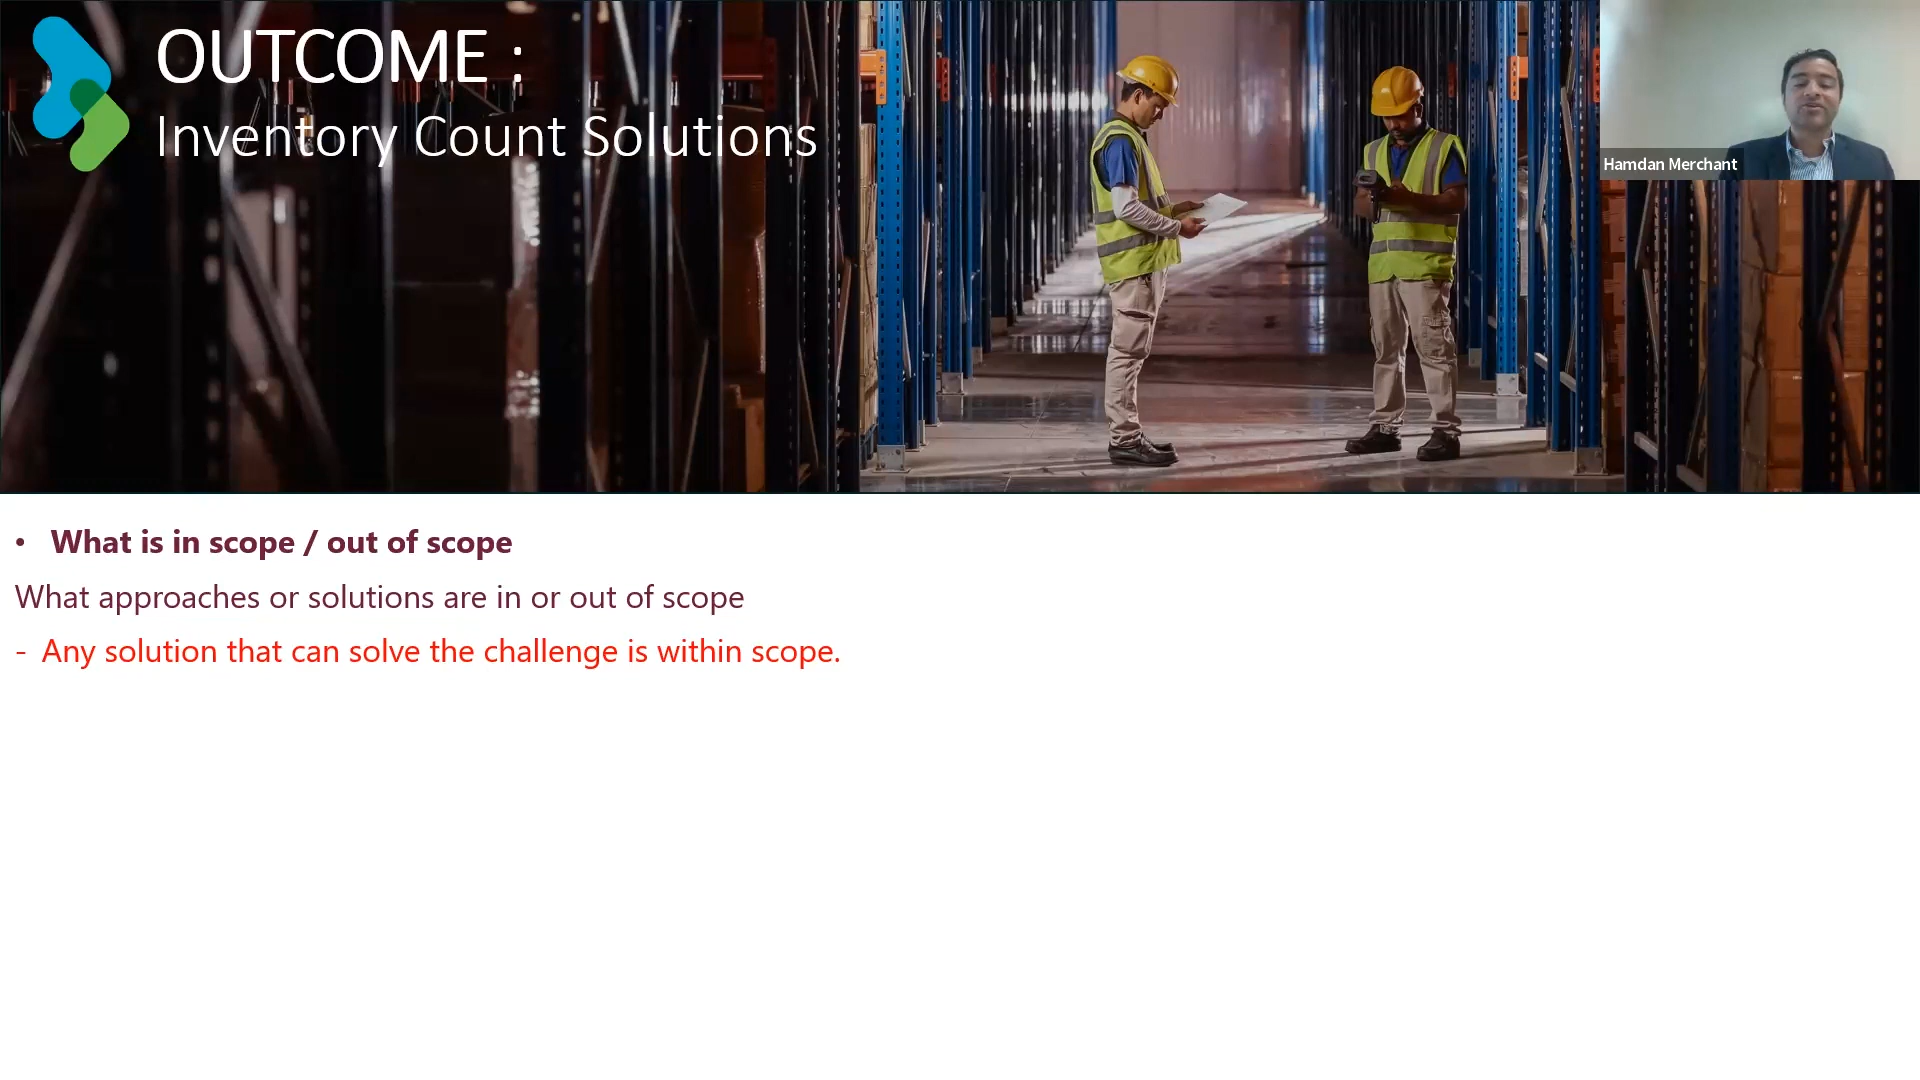 OUTCOME :
Inventory Count Solutions
Hamdan Merchant
• What is in scope / out of scope
What approaches or solutions are in or out of scope
- Any solution that can solve the challenge is within scope.